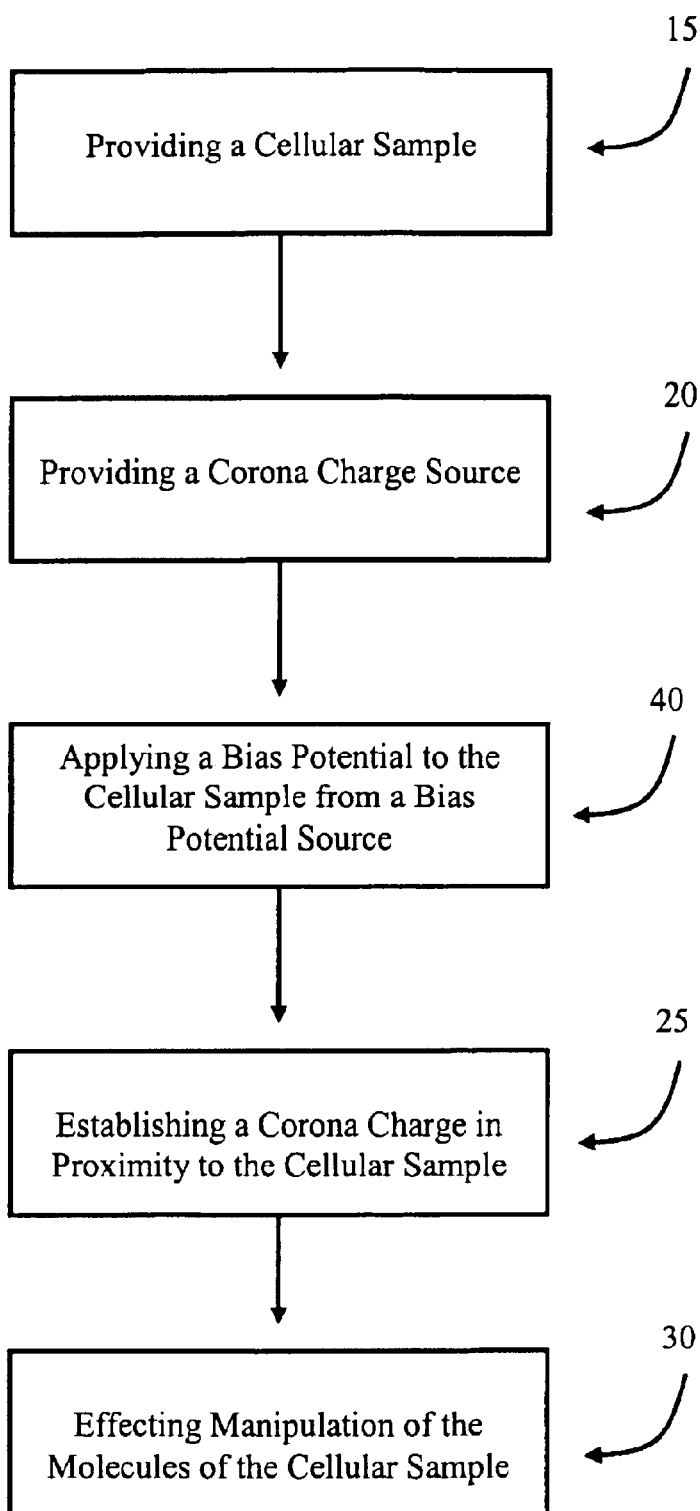 15
Providing a Cellular Sample
20
Providing a Corona Charge Source
40
Applying a Bias Potential to the
Cellular Sample from a Bias
Potential Source
25
Establishing a Corona Charge in
Proximity to the Cellular Sample
30
Effecting Manipulation of the
Molecules of the Cellular Sample